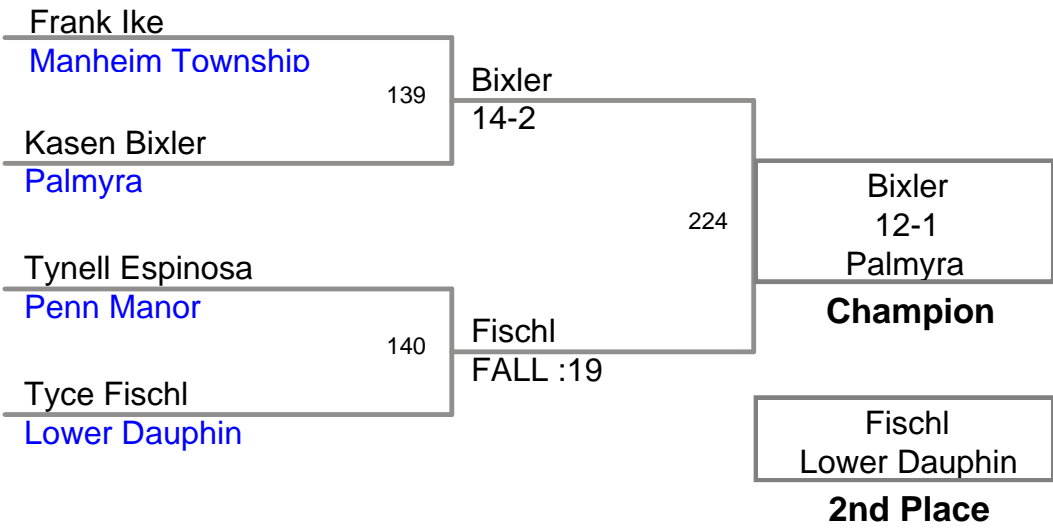 Frank Ike
Manheim Township
139
Bixler
14-2
Kasen Bixler
Palmyra
224
Bixler
12-1
Palmyra
Champion
Tynell Espinosa
Penn Manor
140
Fischl
FALL :19
Tyce Fischl
Lower Dauphin
Fischl
Lower Dauphin
2nd Place